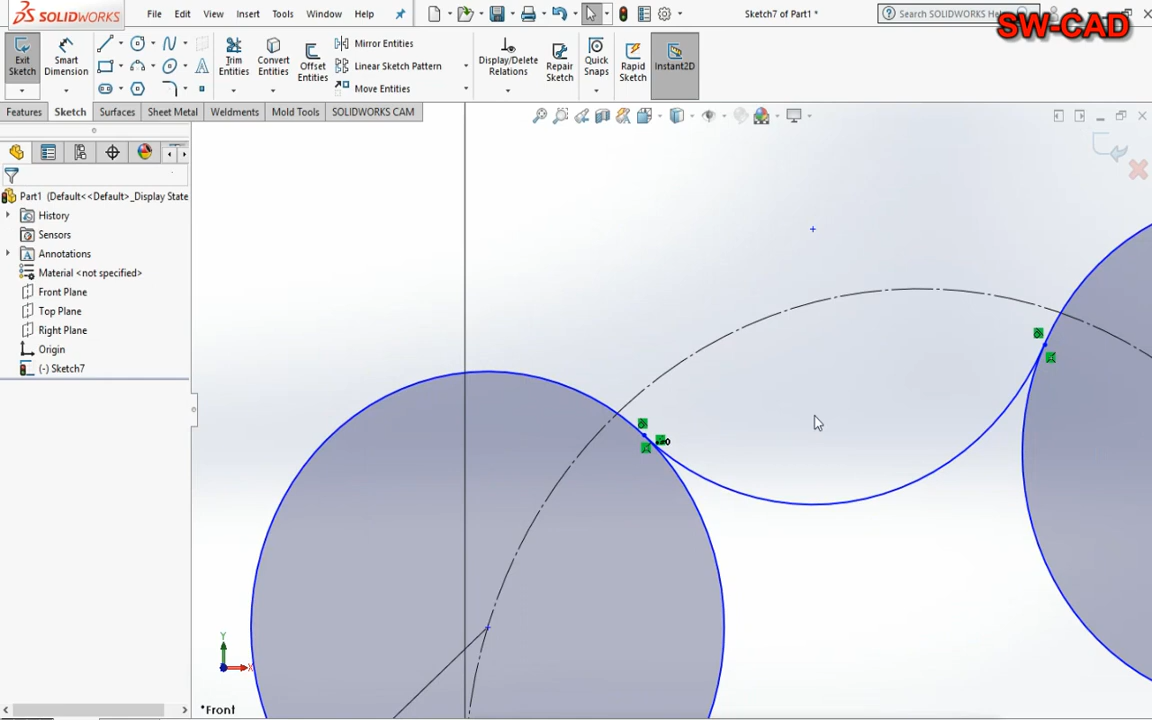 SOLIDWORKS
File Edit View Insert Tools Window Help
Sketch7 of Part1 *
Search SOLIDWORKS Help
SW-CAD
Exit Sketch
Smart Dimension
Trim Entities
Convert Entities
Offset Entities
Mirror Entities
Linear Sketch Pattern
Move Entities
Display/Delete Relations
Repair Sketch
Quick Snaps
Rapid Sketch
Instant2D
Features Sketch Surfaces Sheet Metal Weldments Mold Tools SOLIDWORKS CAM
Part1 (Default<<Default>_Display State
History
Sensors
Annotations
Material <not specified>
Front Plane
Top Plane
Right Plane
Origin
(-) Sketch7
Y
X
*Front